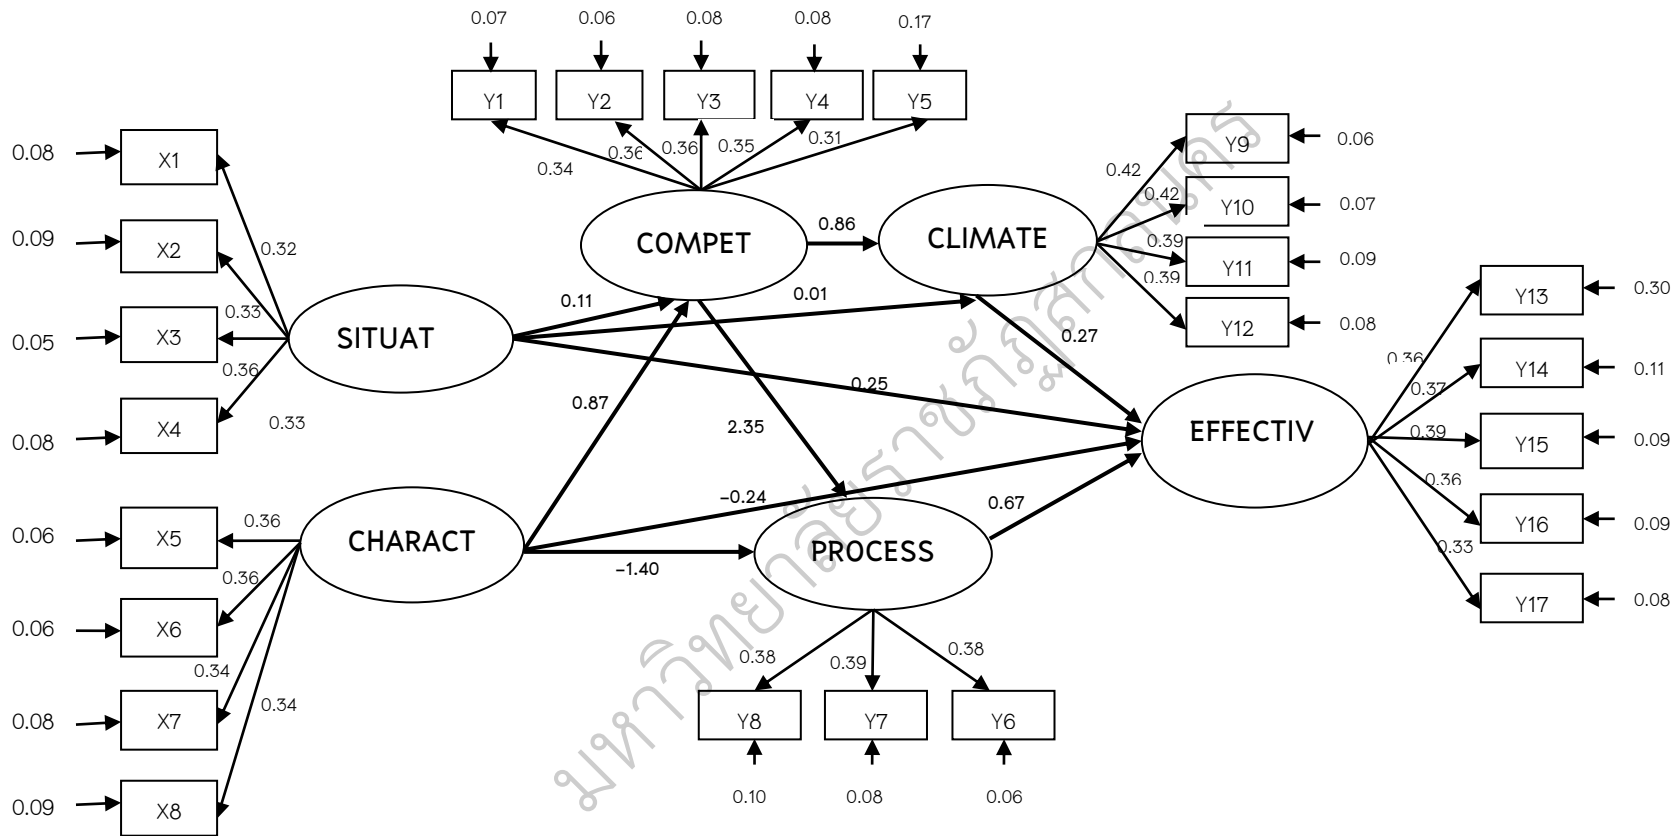 0.07 0.06 0.08 0.08 0.17
Y1 Y2 Y3 Y4 Y5
0.34 0.36 0.36 0.35 0.31
0.08 X1
0.09 X2
0.05 X3
0.08 X4
0.32
0.33
0.36
0.33
SITUAT
COMPET
0.86
CLIMATE
0.42
0.42
0.39
0.39
Y9 0.06
Y10 0.07
Y11 0.09
Y12 0.08
0.11
0.01
0.27
0.25
0.87
2.35
-0.24
0.67
-1.40
EFFECTIV
0.36
0.37
0.39
0.36
0.33
Y13 0.30
Y14 0.11
Y15 0.09
Y16 0.09
Y17 0.08
0.06 X5
0.06 X6
0.08 X7
0.09 X8
0.36
0.36
0.34
0.34
CHARACT
PROCESS
0.38 0.39 0.38
Y8 Y7 Y6
0.10 0.08 0.06
มหาวิทยาลัยราชภัฏสกลนคร